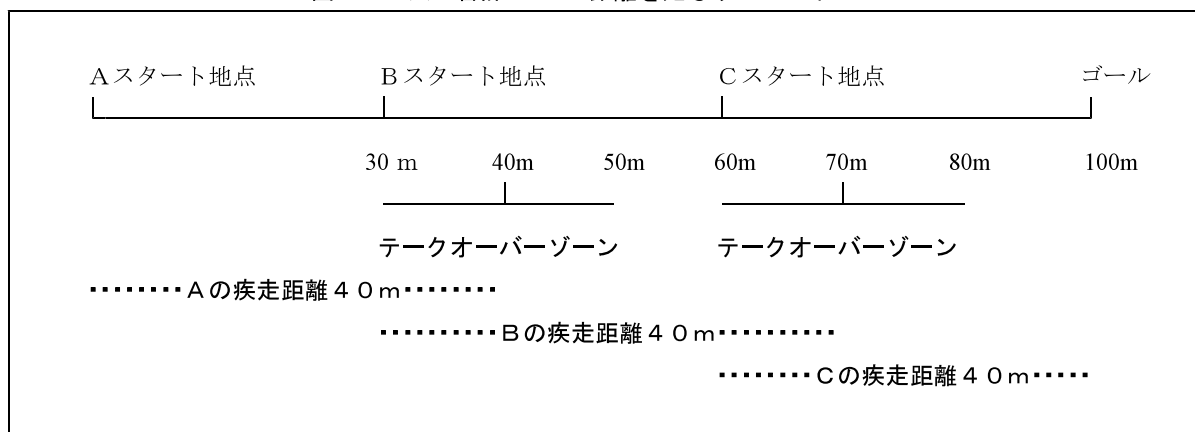 Aスタート地点 Bスタート地点 Cスタート地点 ゴール
30 m 40m 50m 60m 70m 80m 100m
テークオーバーゾーン テークオーバーゾーン
Aの疾走距離40m
Bの疾走距離40m
Cの疾走距離40m